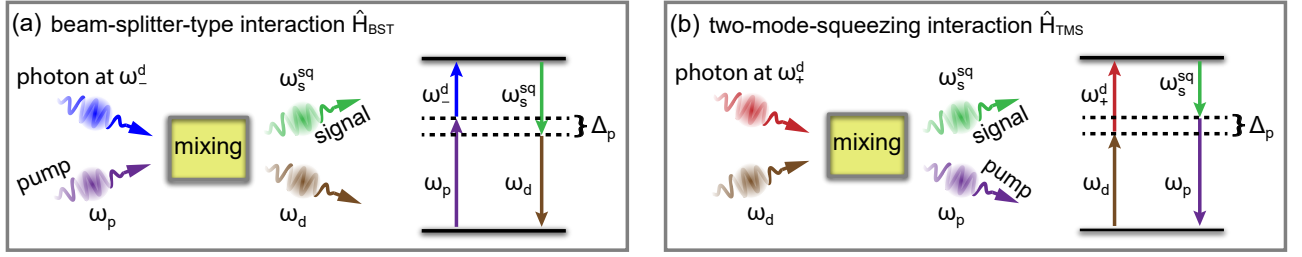 (a) beam-splitter-type interaction Ĥ_BST
photon at ω_-^d
ω_s^sq
signal
mixing
pump
ω_p
ω_d
ω_-^d
ω_s^sq
Δ_p
ω_p
ω_d
(b) two-mode-squeezing interaction Ĥ_TMS
photon at ω_+^d
ω_s^sq
signal
mixing
pump
ω_d
ω_p
ω_+^d
ω_s^sq
Δ_p
ω_d
ω_p